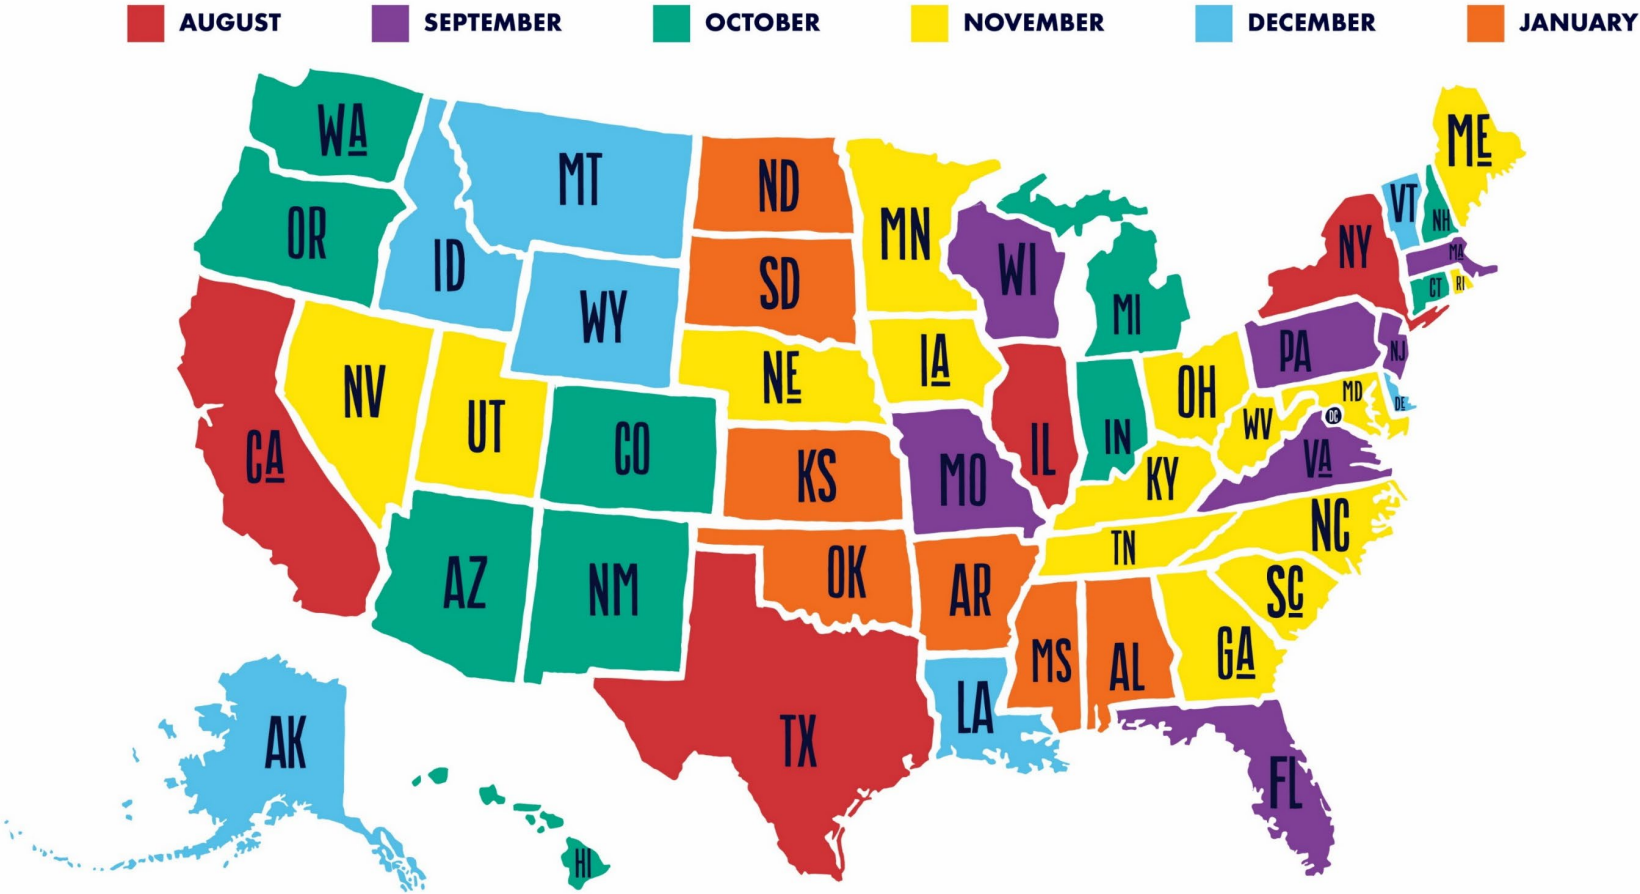 AUGUST SEPTEMBER OCTOBER NOVEMBER DECEMBER JANUARY
WA
MT
ND
MN
ME
VT
NH
OR
ID
SD
WI
NY
MA
WY
MI
CT
RI
NV
UT
NE
IA
PA
NJ
OH
MD
DE
DC
CA
CO
KS
MO
IL
IN
WV
KY
VA
AZ
NM
OK
AR
TN
NC
SC
MS
AL
GA
AK
TX
LA
FL
HI